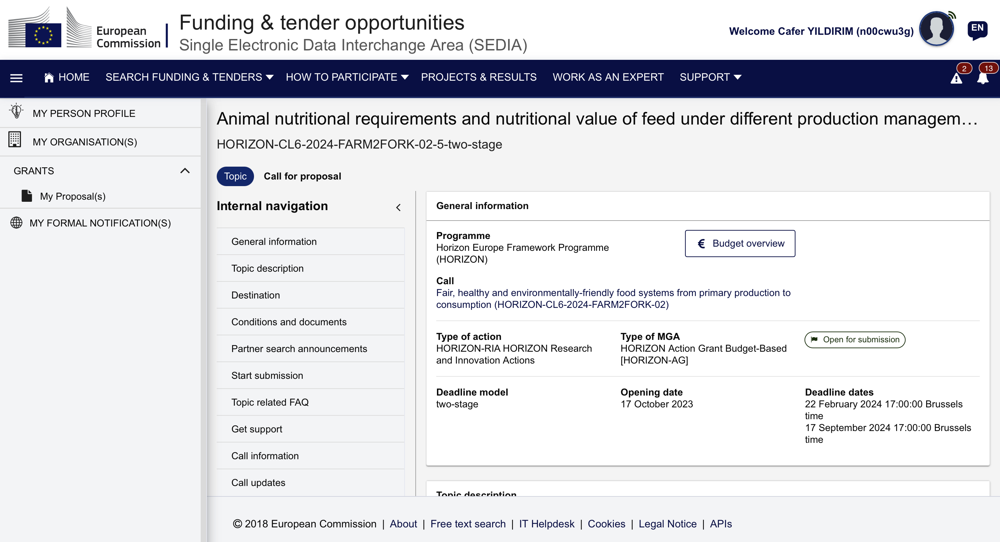 European
Commission
Funding & tender opportunities
Single Electronic Data Interchange Area (SEDIA)
Welcome Cafer YILDIRIM (n00cwu3g)
EN
HOME
SEARCH FUNDING & TENDERS
HOW TO PARTICIPATE
PROJECTS & RESULTS
WORK AS AN EXPERT
SUPPORT
2
13
MY PERSON PROFILE
MY ORGANISATION(S)
GRANTS
My Proposal(s)
MY FORMAL NOTIFICATION(S)
Animal nutritional requirements and nutritional value of feed under different production managem...
HORIZON-CL6-2024-FARM2FORK-02-5-two-stage
Topic
Call for proposal
Internal navigation
General information
Topic description
Destination
Conditions and documents
Partner search announcements
Start submission
Topic related FAQ
Get support
Call information
Call updates
General information
Programme
Horizon Europe Framework Programme
(HORIZON)
€ Budget overview
Call
Fair, healthy and environmentally-friendly food systems from primary production to
consumption (HORIZON-CL6-2024-FARM2FORK-02)
Type of action
HORIZON-RIA HORIZON Research
and Innovation Actions
Type of MGA
HORIZON Action Grant Budget-Based
[HORIZON-AG]
Open for submission
Deadline model
two-stage
Opening date
17 October 2023
Deadline dates
22 February 2024 17:00:00 Brussels
time
17 September 2024 17:00:00 Brussels
time
Topic description
© 2018 European Commission | About | Free text search | IT Helpdesk | Cookies | Legal Notice | APIs